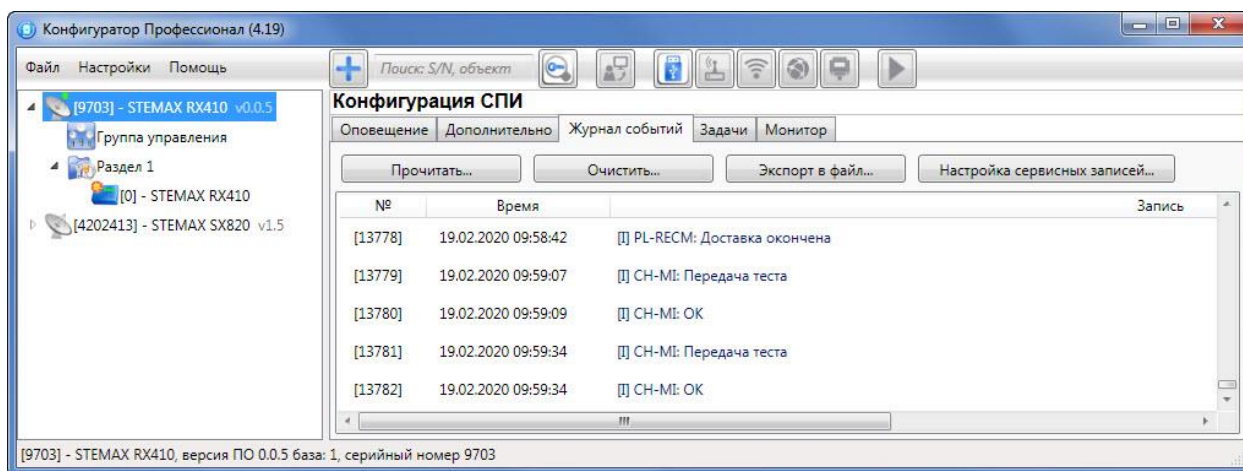 Конфигуратор Профессионал (4.19)
Файл Настройки Помощь
Поиск: S/N, объект
[9703] - STEMAX RX410 v0.0.5
Группа управления
Раздел 1
[0] - STEMAX RX410
[4202413] - STEMAX SX820 v1.5
Конфигурация СПИ
Оповещение Дополнительно Журнал событий Задачи Монитор
Прочитать... Очистить... Экспорт в файл... Настройка сервисных записей...
№ Время Запись
[13778] 19.02.2020 09:58:42 [I] PL-RECM: Доставка окончена
[13779] 19.02.2020 09:59:07 [I] CH-MI: Передача теста
[13780] 19.02.2020 09:59:09 [I] CH-MI: OK
[13781] 19.02.2020 09:59:34 [I] CH-MI: Передача теста
[13782] 19.02.2020 09:59:34 [I] CH-MI: OK
[9703] - STEMAX RX410, версия ПО 0.0.5 база: 1, серийный номер 9703